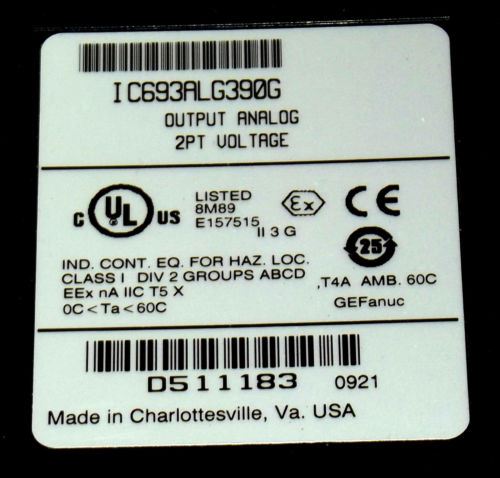 IC693ALG390G
OUTPUT ANALOG
2PT VOLTAGE
C UL US
LISTED
8M89
E157515
Ex
II 3 G
CE
25
IND. CONT. EQ. FOR HAZ. LOC.
CLASS I DIV 2 GROUPS ABCD
EEx nA IIC T5 X
0C<Ta<60C
,T4A AMB. 60C
GEFanuc
D511183 0921
Made in Charlottesville, Va. USA